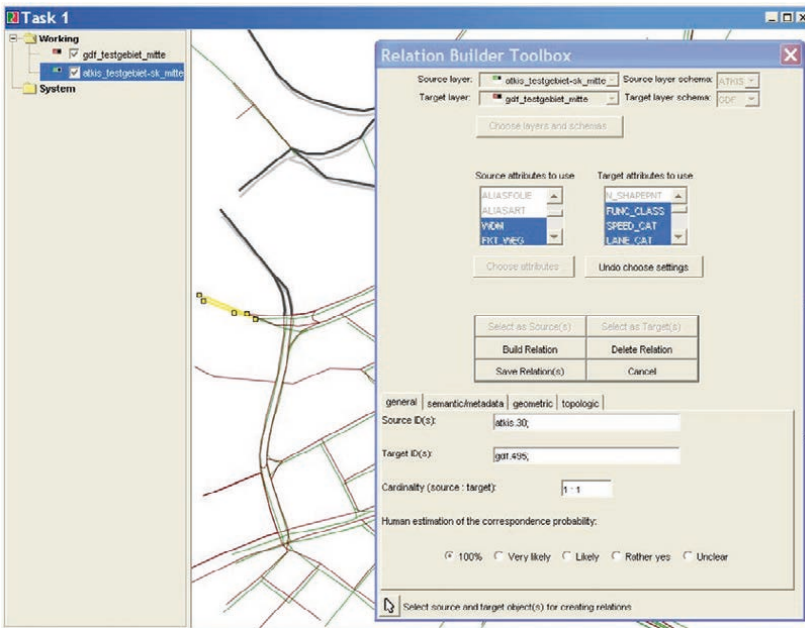 Task 1
Working
gdf_testgebiet_mitte
atkis_testgebiet-sk_mitte
System
Relation Builder Toolbox
Source layer: atkis_testgebiet-sk_mitte Source layer schema: ATKIS
Target layer: gdf_testgebiet_mitte Target layer schema: GDF
Choose layers and schemas
Source attributes to use Target attributes to use
ALIASFOLIE N_SHAPEPNT
ALIASART FUNC_CLASS
WDM SPEED_CAT
FKT_WEG LANE_CAT
Choose attributes Undo choose settings
Select as Source(s) Select as Target(s)
Build Relation Delete Relation
Save Relation(s) Cancel
general semantic/metadata geometric topologic
Source ID(s): atkis.30;
Target ID(s): gdf.495;
Cardinality (source : target): 1 : 1
Human estimation of the correspondence probability:
100% Very likely Likely Rather yes Unclear
Select source and target object(s) for creating relations